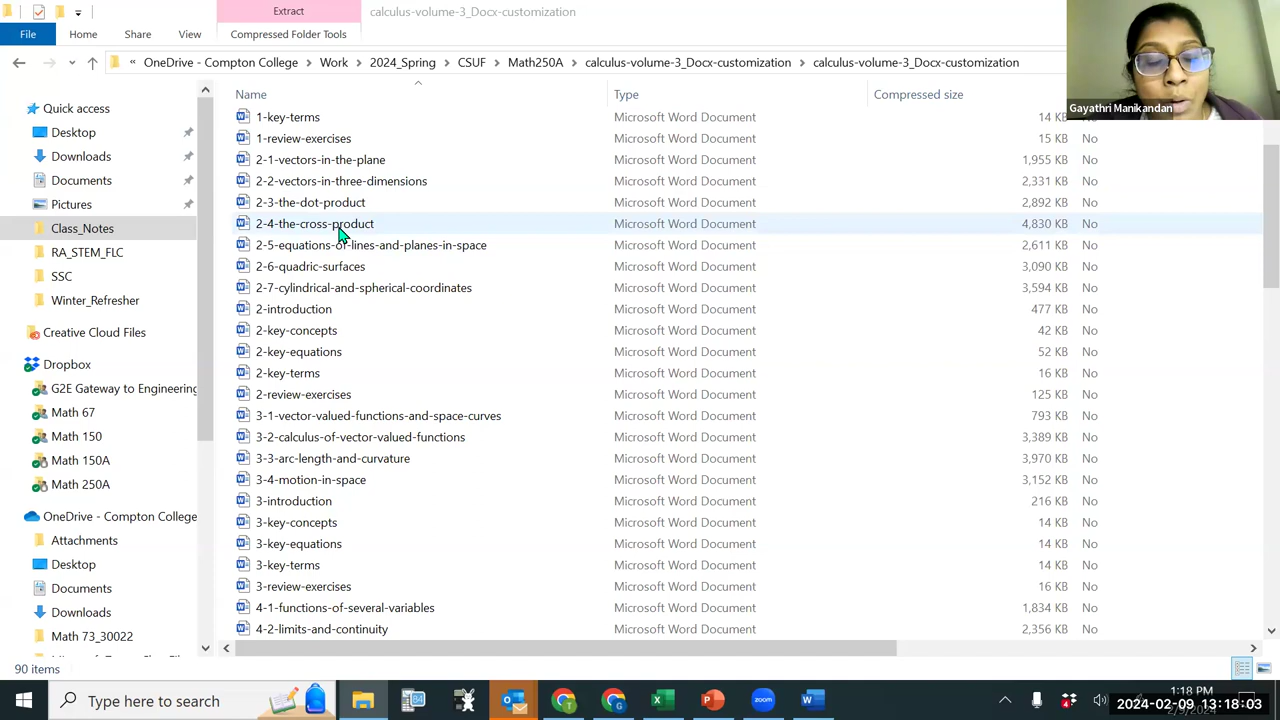 Extract
calculus-volume-3_Docx-customization
File
Home
Share
View
Compressed Folder Tools
« OneDrive - Compton College > Work > 2024_Spring > CSUF > Math250A > calculus-volume-3_Docx-customization > calculus-volume-3_Docx-customization
Gayathri Manikandan
Name
Type
Compressed size
Quick access
Desktop
Downloads
Documents
Pictures
Class_Notes
RA_STEM_FLC
SSC
Winter_Refresher
Creative Cloud Files
Dropbox
G2E Gateway to Engineering
Math 67
Math 150
Math 150A
Math 250A
OneDrive - Compton College
Attachments
Desktop
Documents
Downloads
Math 73_30022
1-key-terms Microsoft Word Document 14 KB No
1-review-exercises Microsoft Word Document 15 KB No
2-1-vectors-in-the-plane Microsoft Word Document 1,955 KB No
2-2-vectors-in-three-dimensions Microsoft Word Document 2,331 KB No
2-3-the-dot-product Microsoft Word Document 2,892 KB No
2-4-the-cross-product Microsoft Word Document 4,830 KB No
2-5-equations-of-lines-and-planes-in-space Microsoft Word Document 2,611 KB No
2-6-quadric-surfaces Microsoft Word Document 3,090 KB No
2-7-cylindrical-and-spherical-coordinates Microsoft Word Document 3,594 KB No
2-introduction Microsoft Word Document 477 KB No
2-key-concepts Microsoft Word Document 42 KB No
2-key-equations Microsoft Word Document 52 KB No
2-key-terms Microsoft Word Document 16 KB No
2-review-exercises Microsoft Word Document 125 KB No
3-1-vector-valued-functions-and-space-curves Microsoft Word Document 793 KB No
3-2-calculus-of-vector-valued-functions Microsoft Word Document 3,389 KB No
3-3-arc-length-and-curvature Microsoft Word Document 3,970 KB No
3-4-motion-in-space Microsoft Word Document 3,152 KB No
3-introduction Microsoft Word Document 216 KB No
3-key-concepts Microsoft Word Document 14 KB No
3-key-equations Microsoft Word Document 14 KB No
3-key-terms Microsoft Word Document 14 KB No
3-review-exercises Microsoft Word Document 16 KB No
4-1-functions-of-several-variables Microsoft Word Document 1,834 KB No
4-2-limits-and-continuity Microsoft Word Document 2,356 KB No
90 items
Type here to search
zoom
1:18 PM
2024-02-09 13:18:03